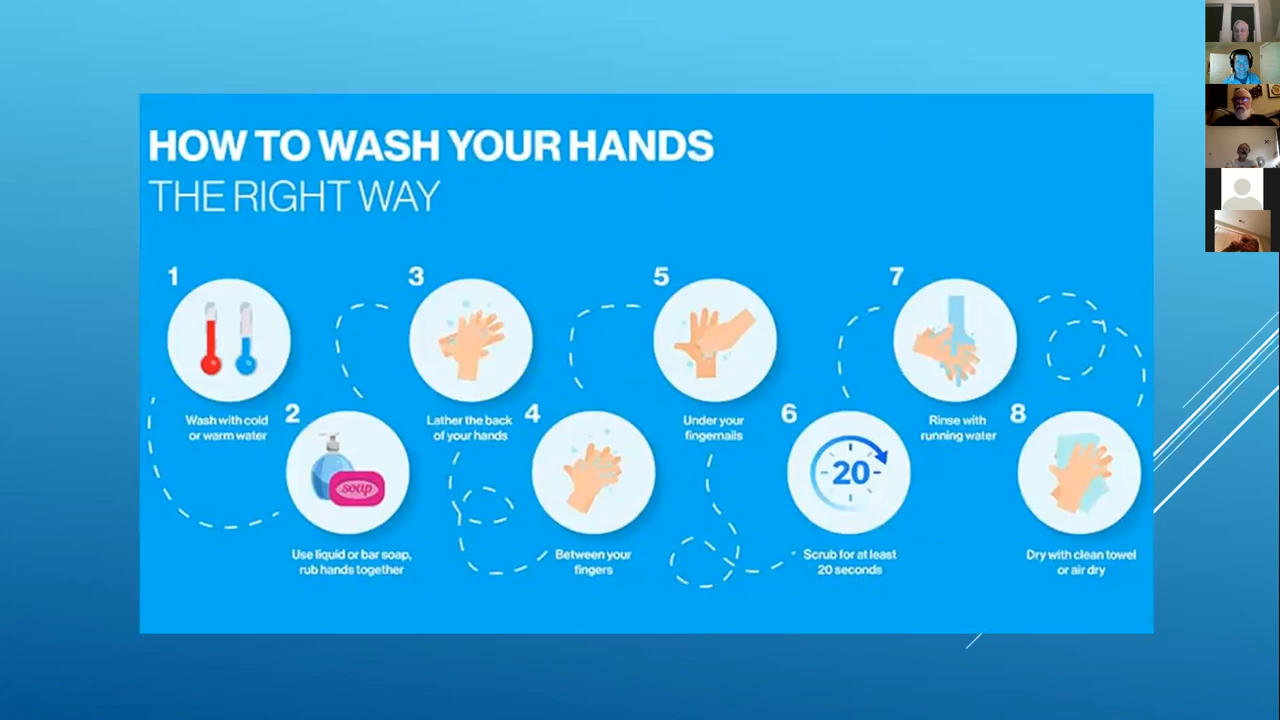 HOW TO WASH YOUR HANDS
THE RIGHT WAY
1
Wash with cold
or warm water
2
soap
Use liquid or bar soap,
rub hands together
3
Lather the back
of your hands
4
Between your
fingers
5
Under your
fingernails
6
20
Scrub for at least
20 seconds
7
Rinse with
running water
8
Dry with clean towel
or air dry